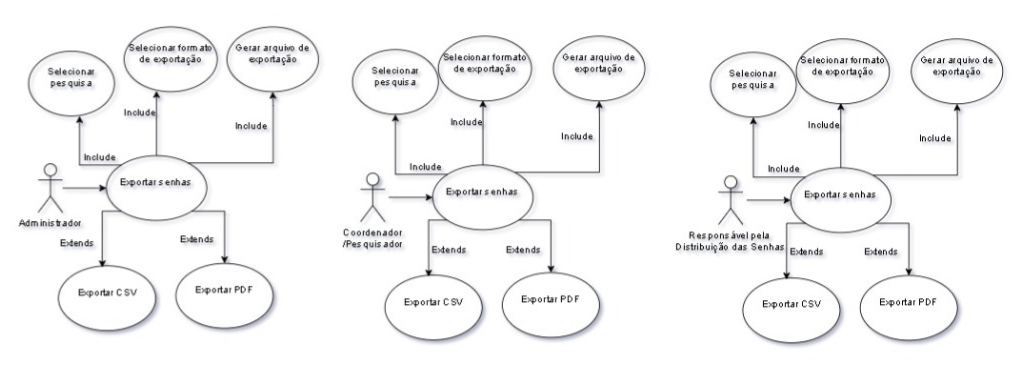 Selecionar
pesquisa
Selecionar formato
de exportação
Gerar arquivo de
exportação
Include
Include
Include
Exportar senhas
Administrador
Extends
Extends
Exportar CSV
Exportar PDF
Selecionar
pesquisa
Selecionar formato
de exportação
Gerar arquivo de
exportação
Include
Include
Include
Exportar senhas
Coordenador
/Pesquisador
Extends
Extends
Exportar CSV
Exportar PDF
Selecionar
pesquisa
Selecionar formato
de exportação
Gerar arquivo de
exportação
Include
Include
Include
Exportar senhas
Responsável pela
Distribuição das Senhas
Extends
Extends
Exportar CSV
Exportar PDF